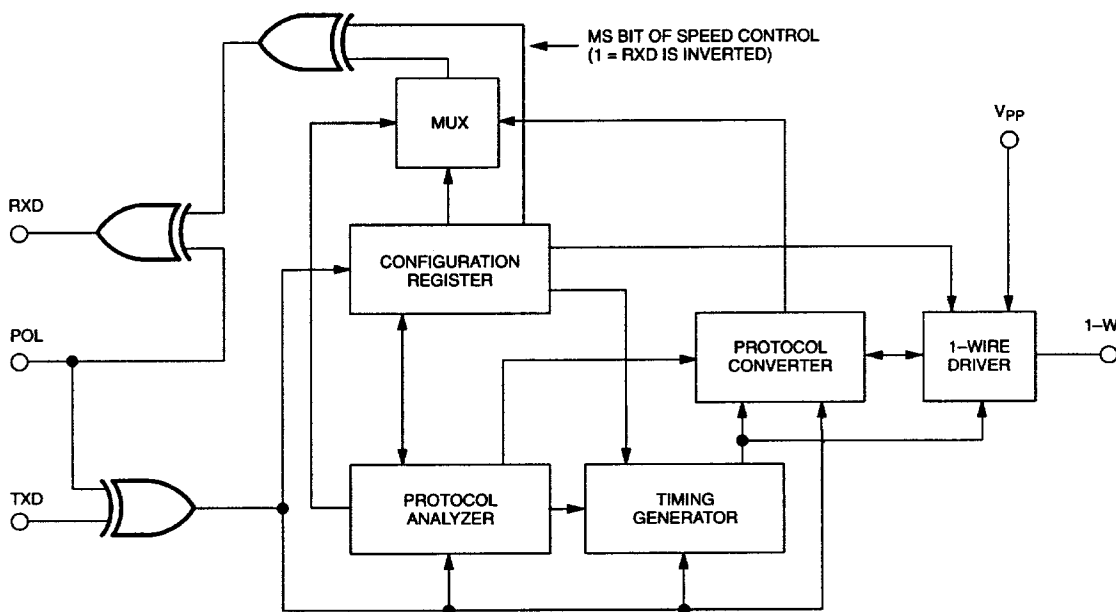 MS BIT OF SPEED CONTROL
(1 = RXD IS INVERTED)
MUX
VPP
RXD
CONFIGURATION
REGISTER
POL
PROTOCOL
CONVERTER
1–WIRE
DRIVER
1–W
TXD
PROTOCOL
ANALYZER
TIMING
GENERATOR